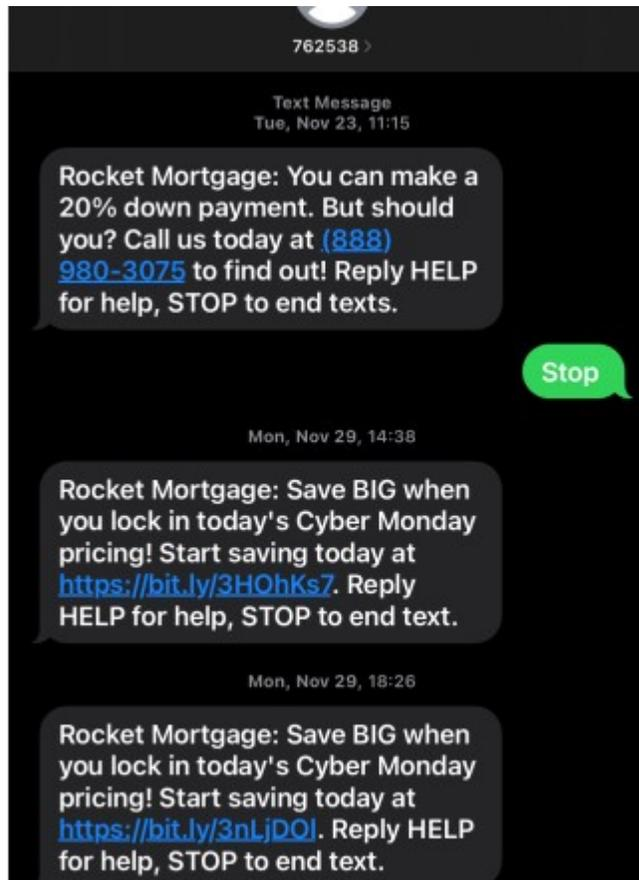 762538 >
Text Message
Tue, Nov 23, 11:15
Rocket Mortgage: You can make a
20% down payment. But should
you? Call us today at (888)
980-3075 to find out! Reply HELP
for help, STOP to end texts.
Stop
Mon, Nov 29, 14:38
Rocket Mortgage: Save BIG when
you lock in today's Cyber Monday
pricing! Start saving today at
https://bit.ly/3HOhKs7. Reply
HELP for help, STOP to end text.
Mon, Nov 29, 18:26
Rocket Mortgage: Save BIG when
you lock in today's Cyber Monday
pricing! Start saving today at
https://bit.ly/3nLjDOl. Reply HELP
for help, STOP to end text.